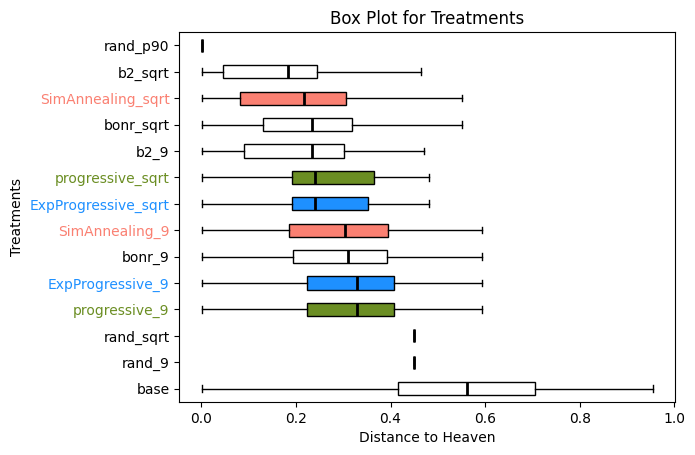 Box Plot for Treatments
rand_p90
b2_sqrt
SimAnnealing_sqrt
bonr_sqrt
b2_9
progressive_sqrt
ExpProgressive_sqrt
SimAnnealing_9
bonr_9
ExpProgressive_9
progressive_9
rand_sqrt
rand_9
base
Treatments
0.0 0.2 0.4 0.6 0.8 1.0
Distance to Heaven